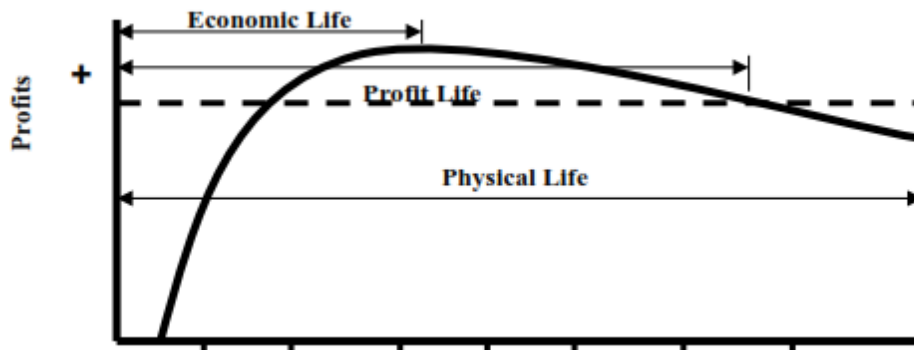 Economic Life
+
Profit Life
Profits
Physical Life